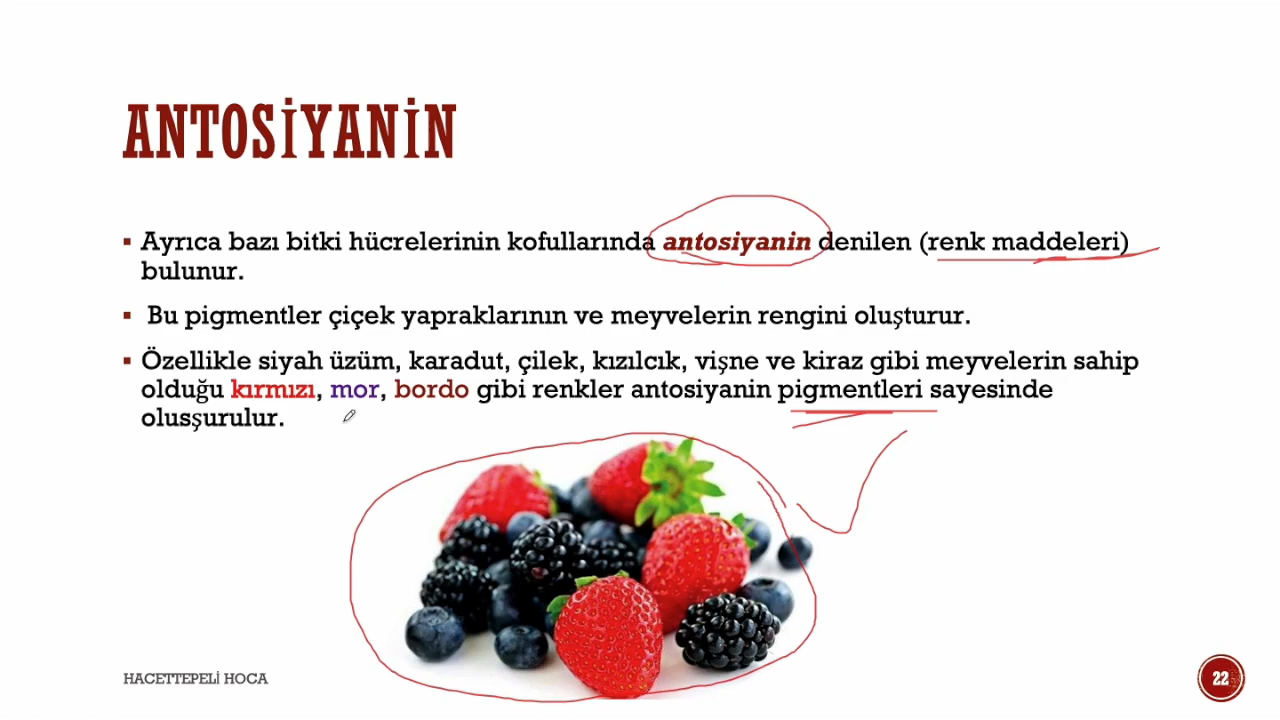 ANTOSİYANİN
▪ Ayrıca bazı bitki hücrelerinin kofullarında antosiyanin denilen (renk maddeleri)
bulunur.
▪ Bu pigmentler çiçek yapraklarının ve meyvelerin rengini oluşturur.
▪ Özellikle siyah üzüm, karadut, çilek, kızılcık, vişne ve kiraz gibi meyvelerin sahip
olduğu kırmızı, mor, bordo gibi renkler antosiyanin pigmentleri sayesinde
olusşurulur.
HACETTEPELİ HOCA
22